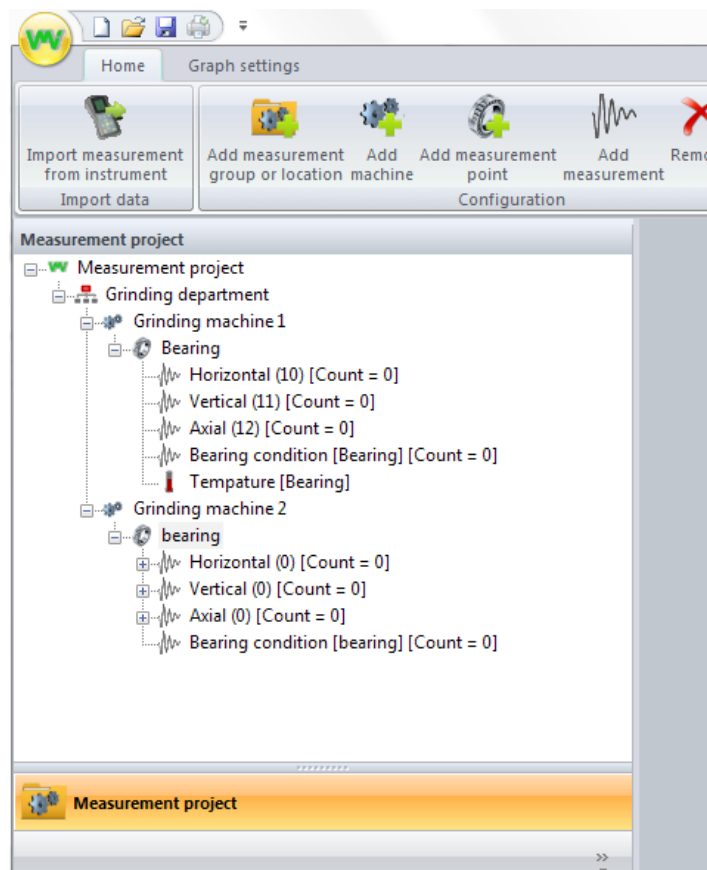 Home Graph settings
Import measurement from instrument
Add measurement group or location
Add machine
Add measurement point
Add measurement
Import data
Configuration
Measurement project
Measurement project
Grinding department
Grinding machine 1
Bearing
Horizontal (10) [Count = 0]
Vertical (11) [Count = 0]
Axial (12) [Count = 0]
Bearing condition [Bearing] [Count = 0]
Tempature [Bearing]
Grinding machine 2
bearing
Horizontal (0) [Count = 0]
Vertical (0) [Count = 0]
Axial (0) [Count = 0]
Bearing condition [bearing] [Count = 0]
Measurement project